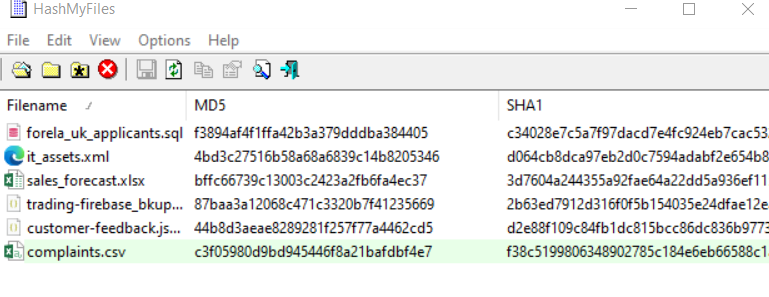 HashMyFiles
File Edit View Options Help
Filename MD5 SHA1
forela_uk_applicants.sql f3894af4f1ffa42b3a379dddba384405 c34028e7c5a7f97dacd7e4fc924eb7cac53...
it_assets.xml 4bd3c27516b58a68a6839c14b8205346 d064cb8dca97eb2d0c7594adabf2e654b8
sales_forecast.xlsx bffc66739c13003c2423a2fb6fa4ec37 3d7604a244355a92fae64a22dd5a936ef11
trading-firebase_bkup... 87baa3a12068c471c3320b7f41235669 2b63ed7912d316f0f5b154035e24dfae12e
customer-feedback.js... 44b8d3aeae8289281f257f77a4462cd5 d2e88f109c84fb1dc815bcc86dc836b9773
complaints.csv c3f05980d9bd945446f8a21bafdbf4e7 f38c5199806348902785c184e6eb66588c1